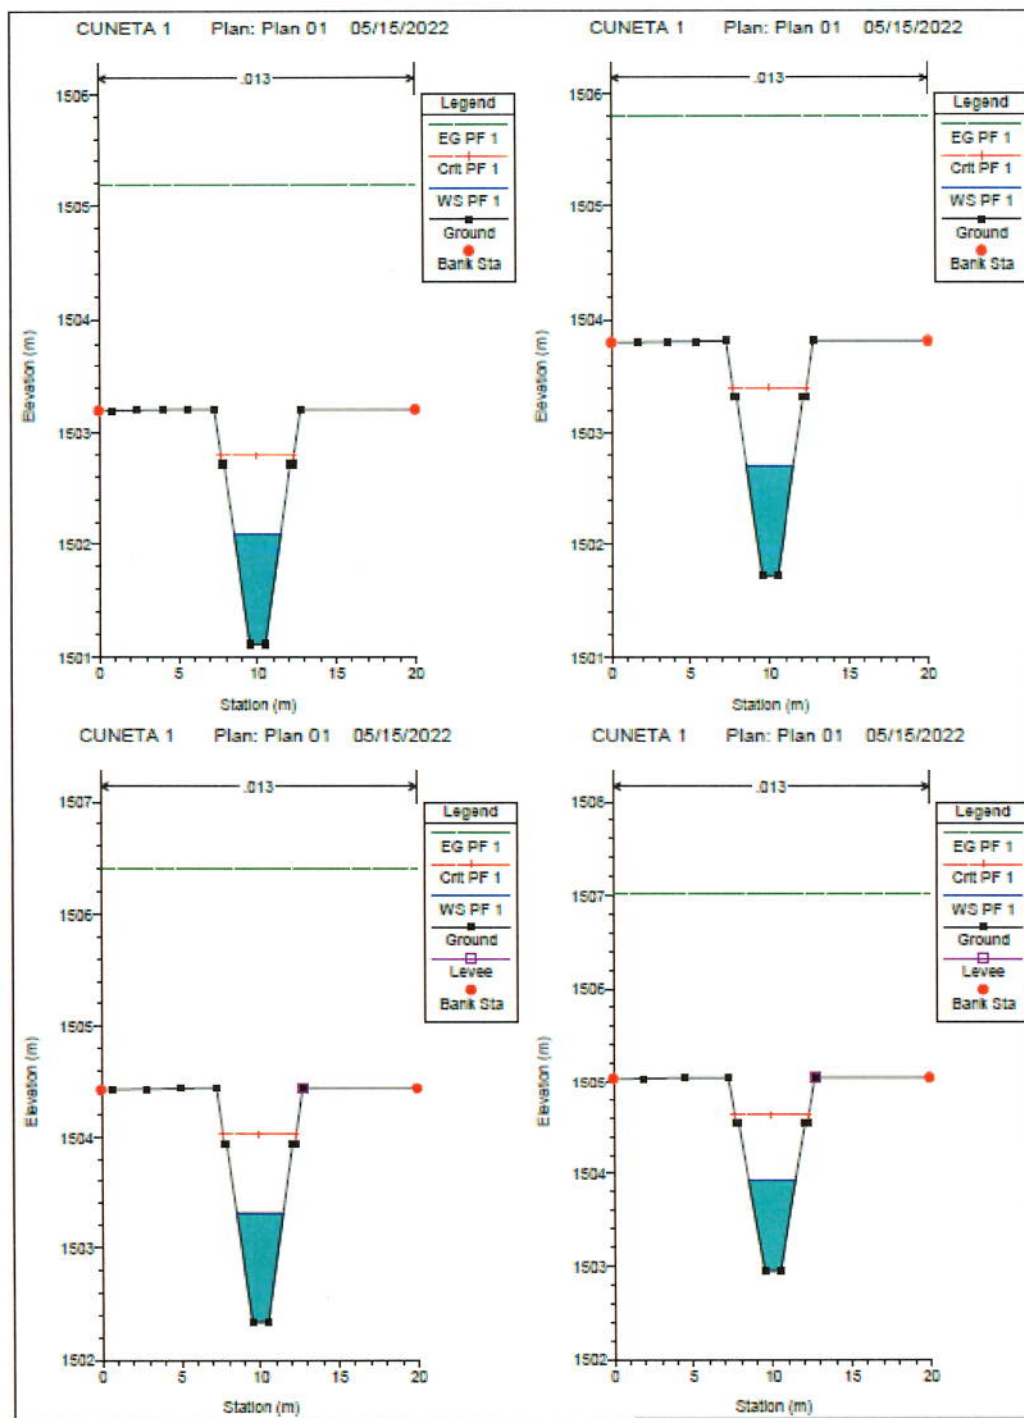 CUNETA 1 Plan: Plan 01 05/15/2022
.013
1506
1505
1504
1503
1502
1501
Elevation (m)
0 5 10 15 20
Station (m)
Legend
EG PF 1
Crit PF 1
WS PF 1
Ground
Bank Sta
CUNETA 1 Plan: Plan 01 05/15/2022
.013
1506
1505
1504
1503
1502
1501
Elevation (m)
0 5 10 15 20
Station (m)
Legend
EG PF 1
Crit PF 1
WS PF 1
Ground
Bank Sta
CUNETA 1 Plan: Plan 01 05/15/2022
.013
1507
1506
1505
1504
1503
1502
Elevation (m)
0 5 10 15 20
Station (m)
Legend
EG PF 1
Crit PF 1
WS PF 1
Ground
Levee
Bank Sta
CUNETA 1 Plan: Plan 01 05/15/2022
.013
1508
1507
1506
1505
1504
1503
1502
Elevation (m)
0 5 10 15 20
Station (m)
Legend
EG PF 1
Crit PF 1
WS PF 1
Ground
Levee
Bank Sta